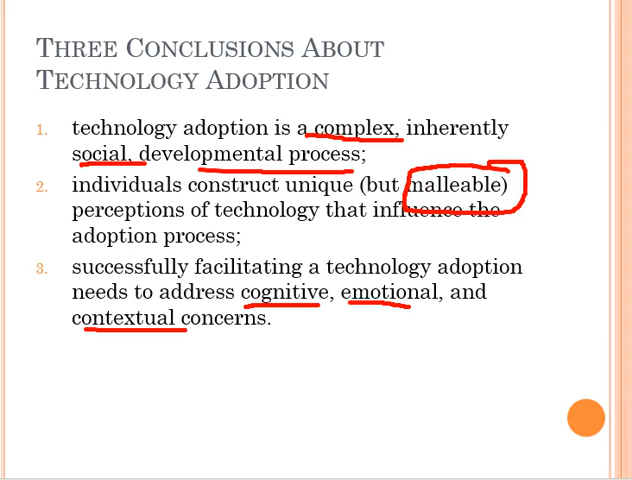 THREE CONCLUSIONS ABOUT
TECHNOLOGY ADOPTION
1. technology adoption is a complex, inherently
social, developmental process;
2. individuals construct unique (but malleable)
perceptions of technology that influence the
adoption process;
3. successfully facilitating a technology adoption
needs to address cognitive, emotional, and
contextual concerns.